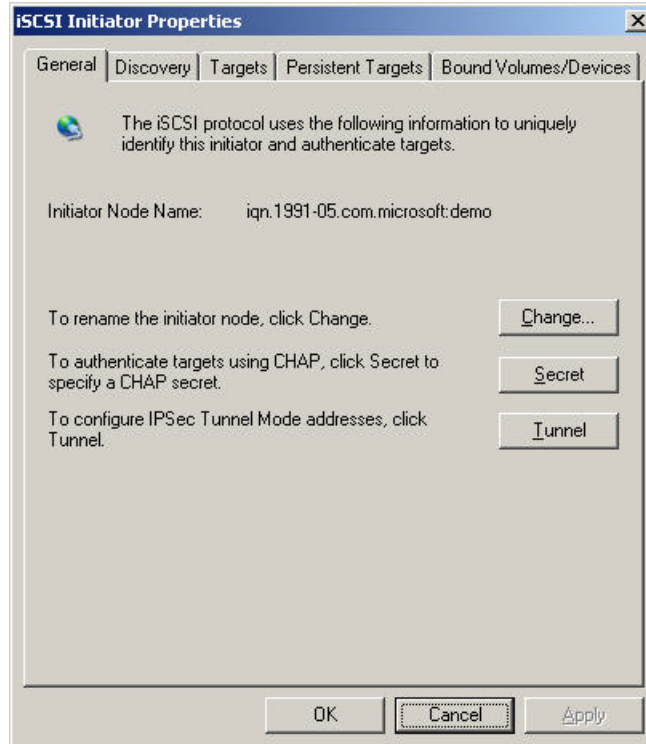 iSCSI Initiator Properties
General Discovery Targets Persistent Targets Bound Volumes/Devices
The iSCSI protocol uses the following information to uniquely
identify this initiator and authenticate targets.
Initiator Node Name: iqn.1991-05.com.microsoft:demo
To rename the initiator node, click Change.
Change...
To authenticate targets using CHAP, click Secret to
specify a CHAP secret.
Secret
To configure IPSec Tunnel Mode addresses, click
Tunnel.
Tunnel
OK Cancel Apply